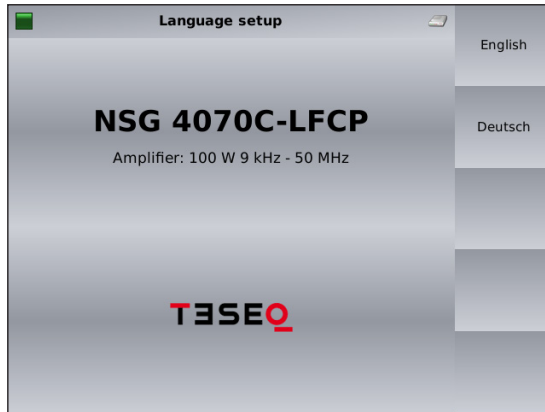 Language setup
English
NSG 4070C-LFCP
Deutsch
Amplifier: 100 W 9 kHz - 50 MHz
TESEQ